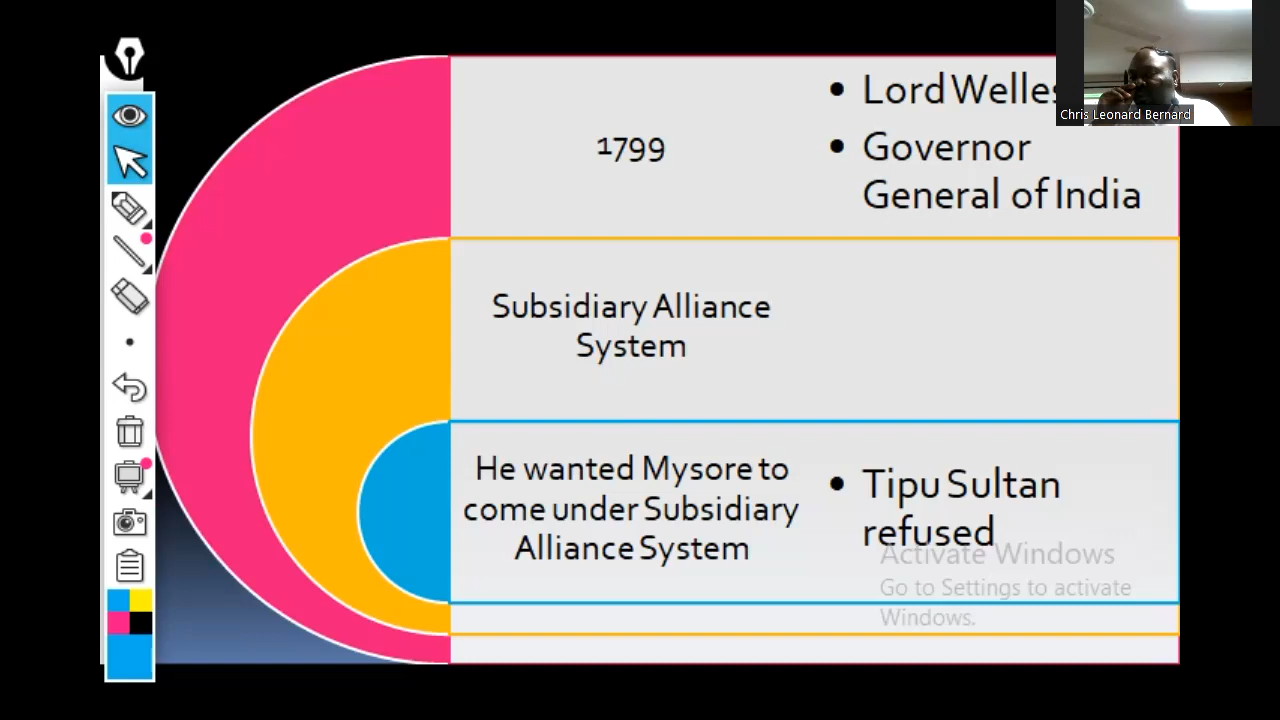 1799
Lord Welles
Governor
General of India
Chris Leonard Bernard
Subsidiary Alliance
System
He wanted Mysore to
come under Subsidiary
Alliance System
Tipu Sultan
refused
Activate Windows
Go to Settings to activate
Windows.